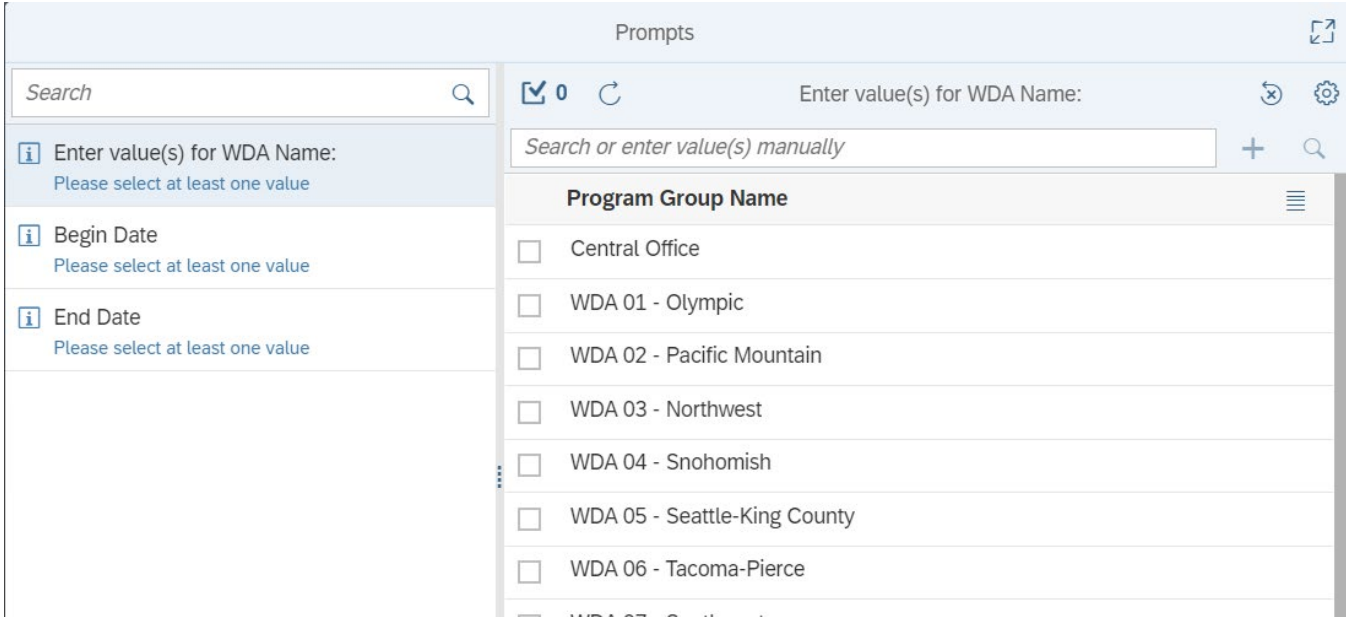 Prompts
Search
Enter value(s) for WDA Name:
Please select at least one value
Begin Date
Please select at least one value
End Date
Please select at least one value
0
Enter value(s) for WDA Name:
Search or enter value(s) manually
Program Group Name
Central Office
WDA 01 - Olympic
WDA 02 - Pacific Mountain
WDA 03 - Northwest
WDA 04 - Snohomish
WDA 05 - Seattle-King County
WDA 06 - Tacoma-Pierce